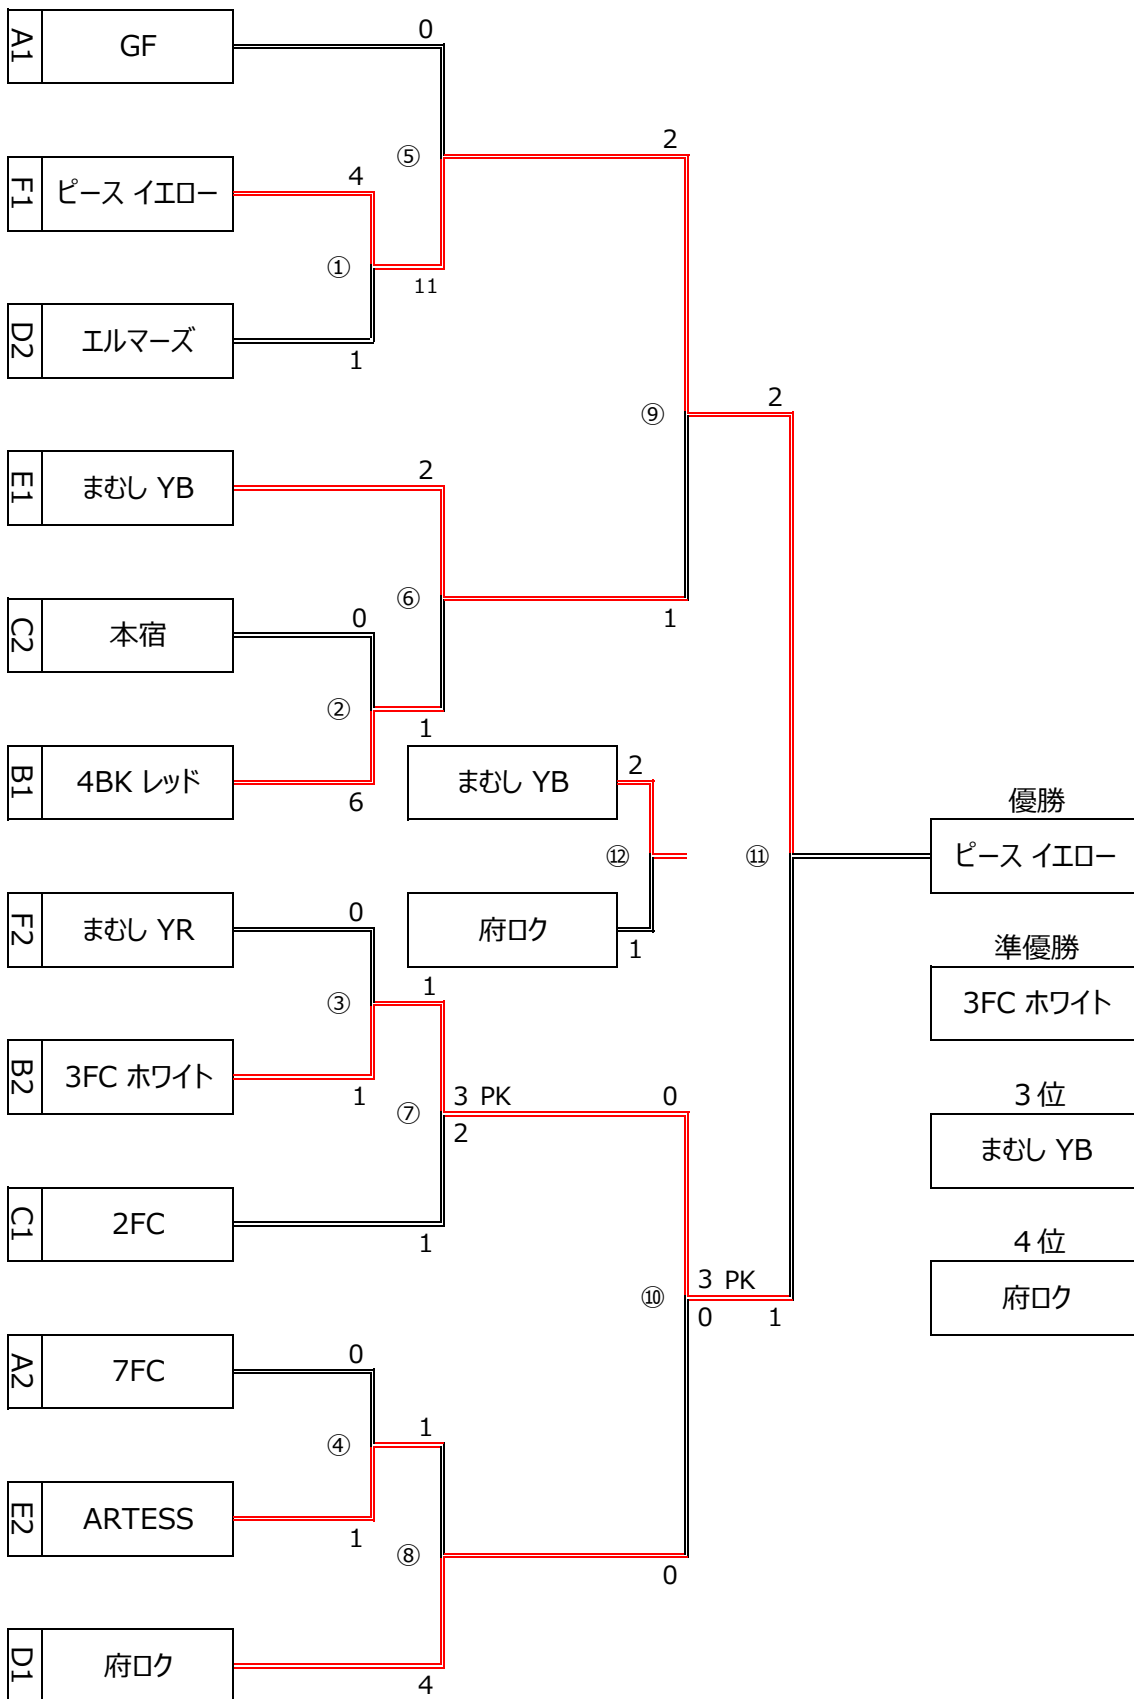 A1 GF 0
⑤ 2
F1 ピース イエロー 4
① 11
D2 エルマーズ 1
⑨ 2
E1 まむし YB 2
⑥ 1
C2 本宿 0
② 1
B1 4BK レッド 6
まむし YB 2
⑫ ⑪
府ロク 1
優勝
ピース イエロー
F2 まむし YR 0
③ 1
準優勝
3FC ホワイト
B2 3FC ホワイト 1
⑦ 3 PK 0
2
3位
まむし YB
C1 2FC 1
4位
府ロク
⑩ 3 PK
0 1
A2 7FC 0
④ 1
E2 ARTESS 1
⑧ 0
D1 府ロク 4